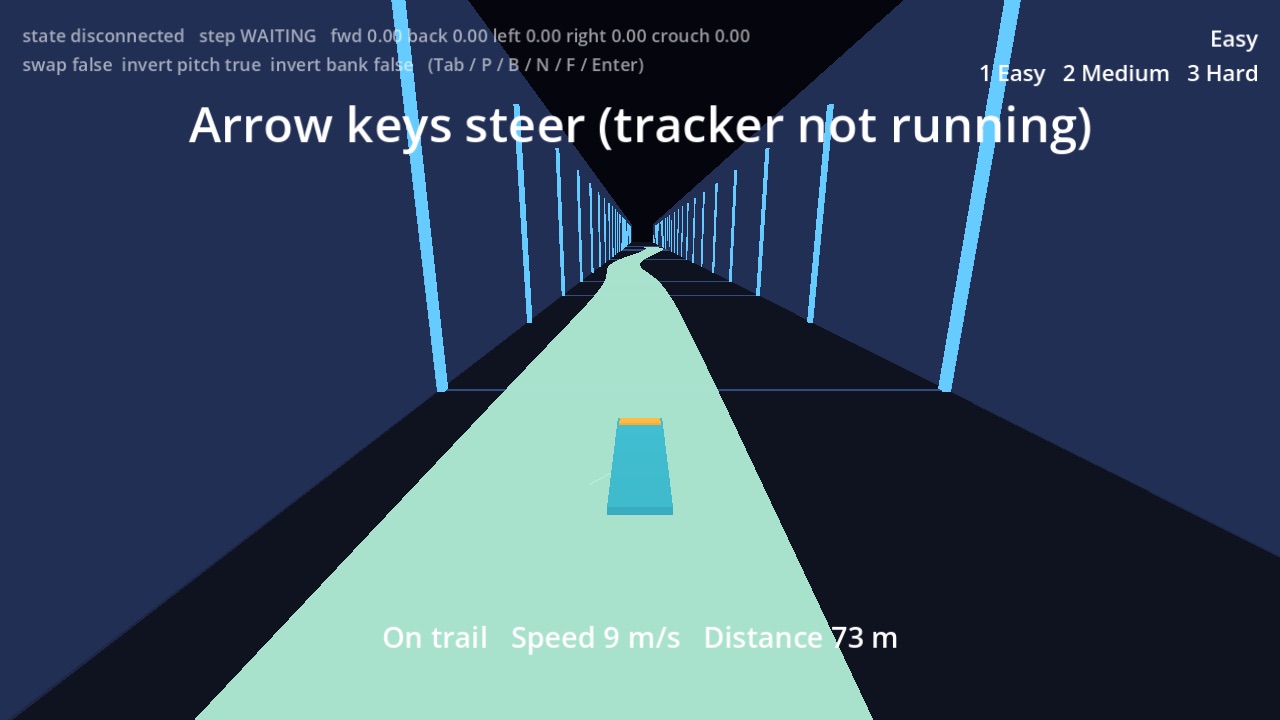 state disconnected step WAITING fwd 0.00 back 0.00 left 0.00 right 0.00 crouch 0.00
swap false invert pitch true invert bank false (Tab / P / B / N / F / Enter)
Easy
1 Easy 2 Medium 3 Hard
Arrow keys steer (tracker not running)
On trail Speed 9 m/s Distance 73 m